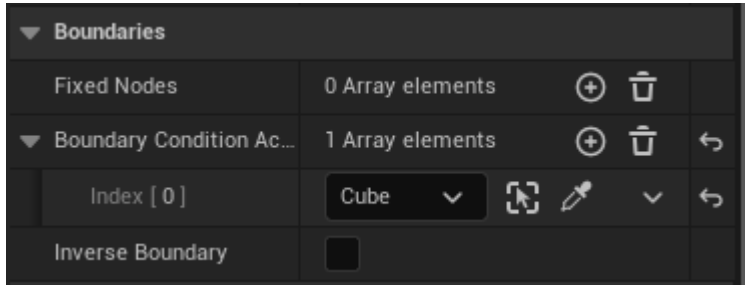 Boundaries
Fixed Nodes 0 Array elements
Boundary Condition Ac... 1 Array elements
Index [ 0 ] Cube
Inverse Boundary